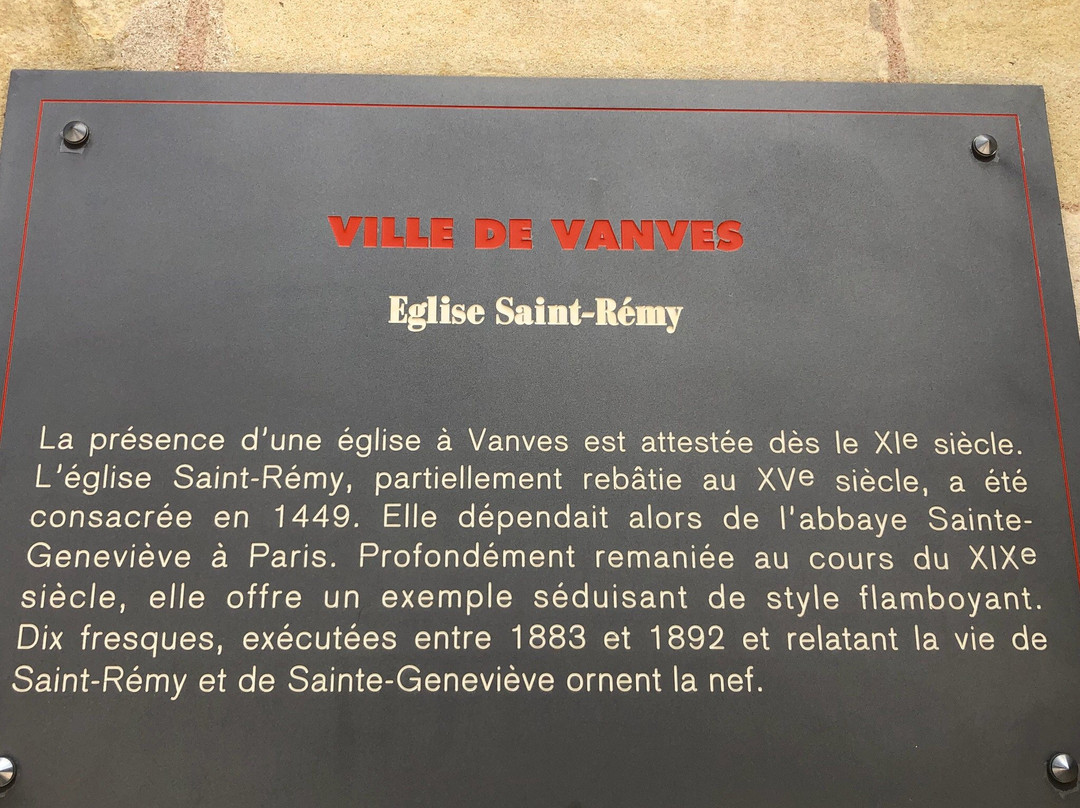 VILLE DE VANVES
Eglise Saint-Rémy
La présence d'une église à Vanves est attestée dès le XIe siècle.
L'église Saint-Rémy, partiellement rebâtie au XVe siècle, a été
consacrée en 1449. Elle dépendait alors de l'abbaye Sainte-
Geneviève à Paris. Profondément remaniée au cours du XIXe
siècle, elle offre un exemple séduisant de style flamboyant.
Dix fresques, exécutées entre 1883 et 1892 et relatant la vie de
Saint-Rémy et de Sainte-Geneviève ornent la nef.